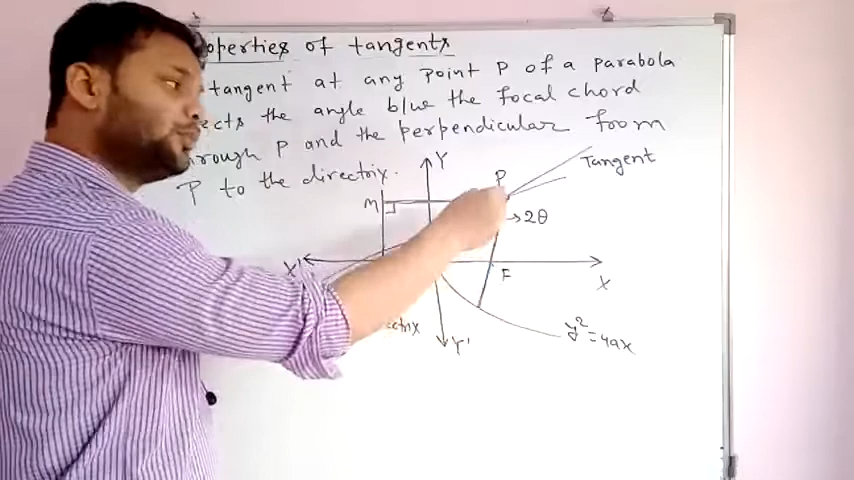 operties of tangents
tangent at any point P of a parabola
ects the angle b/w the focal chord
hrough P and the perpendicular from
P to the directrix.
Y
P
Tangent
M
→2θ
X'
F
X
ectrix
Y'
y²=4ax